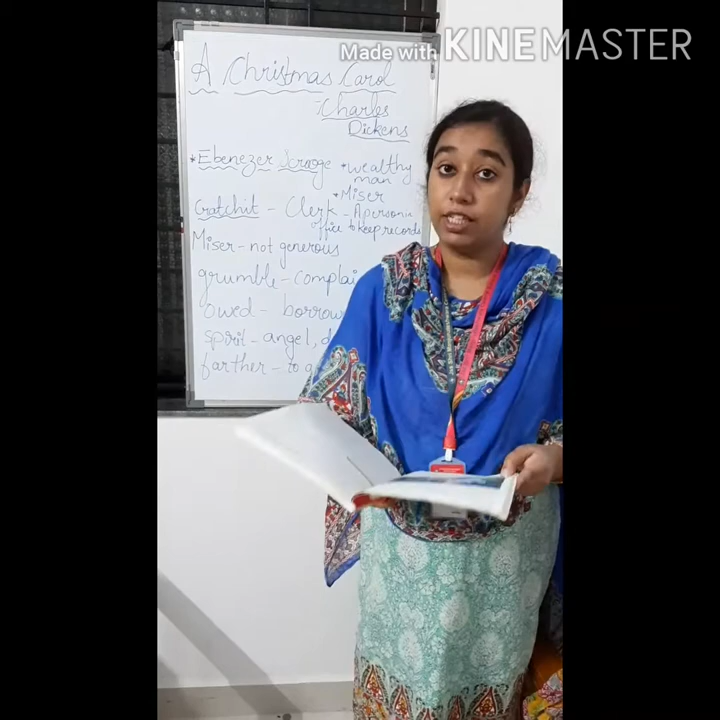 Made with KINEMASTER
A Christmas Carol
-: Charles
Dickens
* Ebenezer Scrooge * wealthy
man
* Miser
Cratchit - Clerk - A person in
office to keep records
Miser - not generous
grumble - complai
owed - borrow
spirit - angel, d
farther - to g